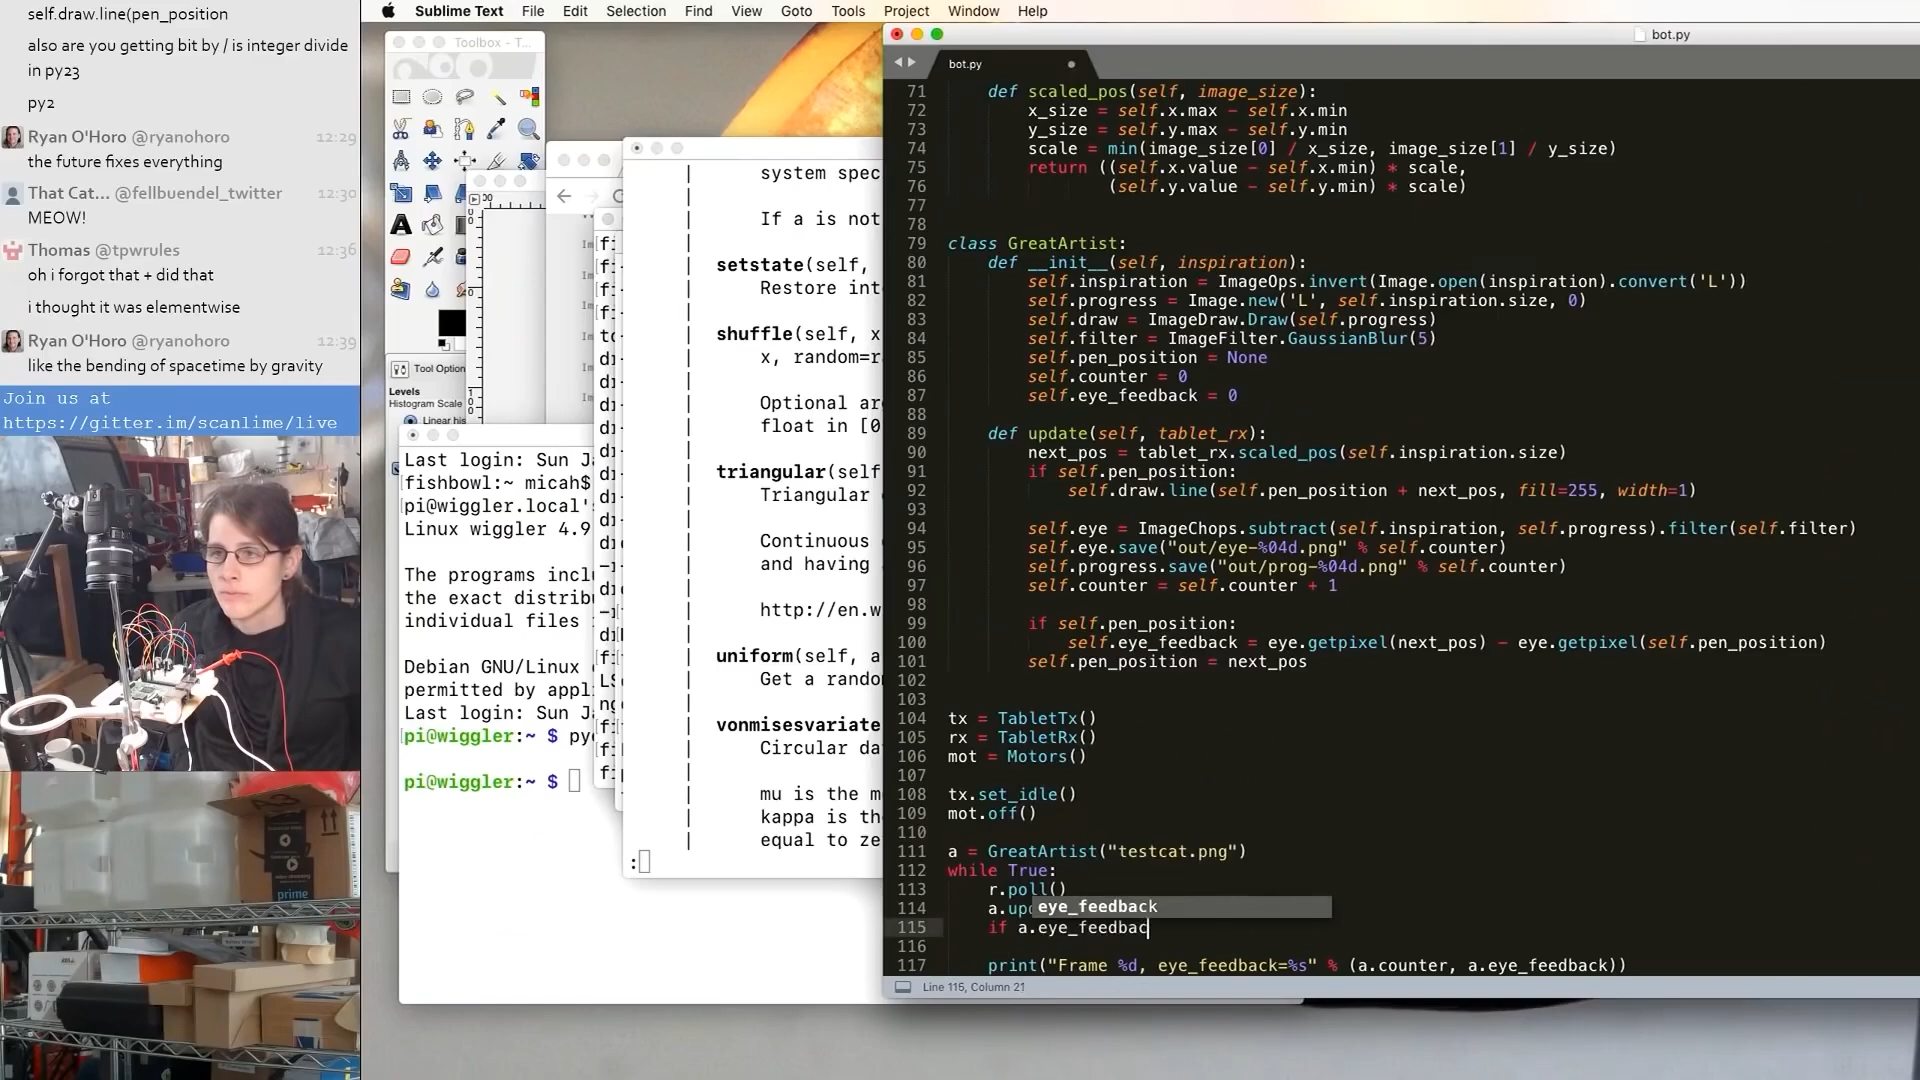 self.draw.line(pen_position
also are you getting bit by / is integer divide
in py23
py2
Ryan O'Horo @ryanohoro 12:29
the future fixes everything
That Cat... @fellbuendel_twitter 12:30
MEOW!
Thomas @tpwrules 12:36
oh i forgot that + did that
i thought it was elementwise
Ryan O'Horo @ryanohoro 12:39
like the bending of spacetime by gravity
Join us at
https://gitter.im/scanlime/live
prime
Sublime Text File Edit Selection Find View Goto Tools Project Window Help
Toolbox - T...
Tool Option
Levels
Histogram Scale
Linear his
Last login: Sun Ja
fishbowl:~ micah$
pi@wiggler.local'
Linux wiggler 4.9
The programs inclu
the exact distrib
individual files
Debian GNU/Linux
permitted by appl
Last login: Sun Ja
pi@wiggler:~ $ py
pi@wiggler:~ $
system spec
If a is not
setstate(self,
Restore int
shuffle(self, x
x, random=r
Optional ar
float in [0
triangular(self
Triangular
Continuous
and having
http://en.w
uniform(self, a
Get a rando
vonmisesvariate
Circular da
mu is the m
kappa is th
equal to ze
:
bot.py
bot.py
71 def scaled_pos(self, image_size):
72 x_size = self.x.max - self.x.min
73 y_size = self.y.max - self.y.min
74 scale = min(image_size[0] / x_size, image_size[1] / y_size)
75 return ((self.x.value - self.x.min) * scale,
76 (self.y.value - self.y.min) * scale)
77
78
79 class GreatArtist:
80 def __init__(self, inspiration):
81 self.inspiration = ImageOps.invert(Image.open(inspiration).convert('L'))
82 self.progress = Image.new('L', self.inspiration.size, 0)
83 self.draw = ImageDraw.Draw(self.progress)
84 self.filter = ImageFilter.GaussianBlur(5)
85 self.pen_position = None
86 self.counter = 0
87 self.eye_feedback = 0
88
89 def update(self, tablet_rx):
90 next_pos = tablet_rx.scaled_pos(self.inspiration.size)
91 if self.pen_position:
92 self.draw.line(self.pen_position + next_pos, fill=255, width=1)
93
94 self.eye = ImageChops.subtract(self.inspiration, self.progress).filter(self.filter)
95 self.eye.save("out/eye-%04d.png" % self.counter)
96 self.progress.save("out/prog-%04d.png" % self.counter)
97 self.counter = self.counter + 1
98
99 if self.pen_position:
100 self.eye_feedback = eye.getpixel(next_pos) - eye.getpixel(self.pen_position)
101 self.pen_position = next_pos
102
103
104 tx = TabletTx()
105 rx = TabletRx()
106 mot = Motors()
107
108 tx.set_idle()
109 mot.off()
110
111 a = GreatArtist("testcat.png")
112 while True:
113 r.poll()
114 a.up
eye_feedback
115 if a.eye_feedbac
116
117 print("Frame %d, eye_feedback=%s" % (a.counter, a.eye_feedback))
Line 115, Column 21